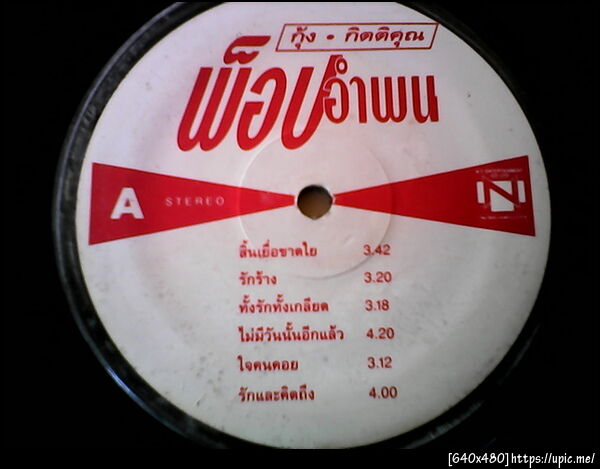 กุ้ง • กิตติคุณ
พ็อบอำพน
A STEREO
N
สิ้นเยื่อขาดใย 3.42
รักร้าง 3.20
ทั้งรักทั้งเกลียด 3.18
ไม่มีวันนั้นอีกแล้ว 4.20
ใจคนคอย 3.12
รักและคิดถึง 4.00
[640x480]https://upic.me/